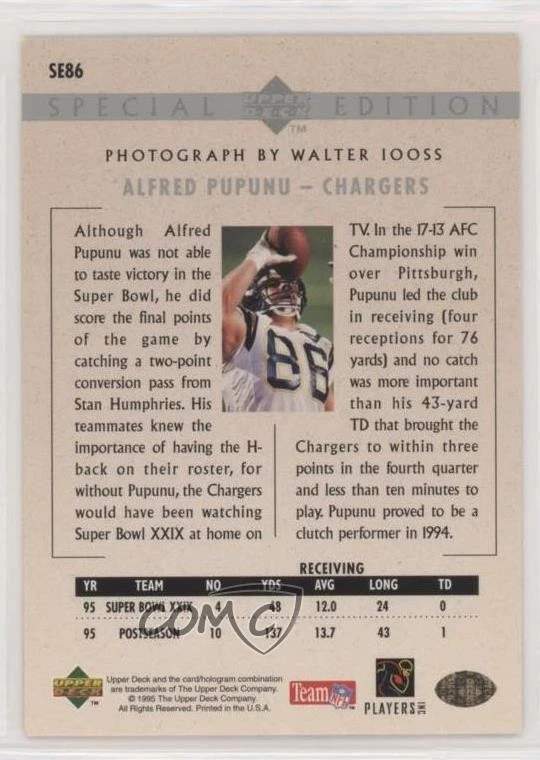 SE86
SPECIAL UPPER DECK EDITION
TM
PHOTOGRAPH BY WALTER IOOSS
ALFRED PUPUNU – CHARGERS
Although Alfred
Pupunu was not able
to taste victory in the
Super Bowl, he did
score the final points
of the game by
catching a two-point
conversion pass from
Stan Humphries. His
teammates knew the
importance of having the H-
back on their roster, for
without Pupunu, the Chargers
would have been watching
Super Bowl XXIX at home on
86
TV. In the 17-13 AFC
Championship win
over Pittsburgh,
Pupunu led the club
in receiving (four
receptions for 76
yards) and no catch
was more important
than his 43-yard
TD that brought the
Chargers to within three
points in the fourth quarter
and less than ten minutes to
play. Pupunu proved to be a
clutch performer in 1994.
RECEIVING
YR TEAM NO YDS AVG LONG TD
95 SUPER BOWL XXIX 4 48 12.0 24 0
95 POSTSEASON 10 137 13.7 43 1
COMC
UPPER DECK TM
Upper Deck and the card/hologram combination
are trademarks of The Upper Deck Company.
© 1995 The Upper Deck Company.
All Rights Reserved. Printed in the U.S.A.
Team NFL
PLAYERS INC